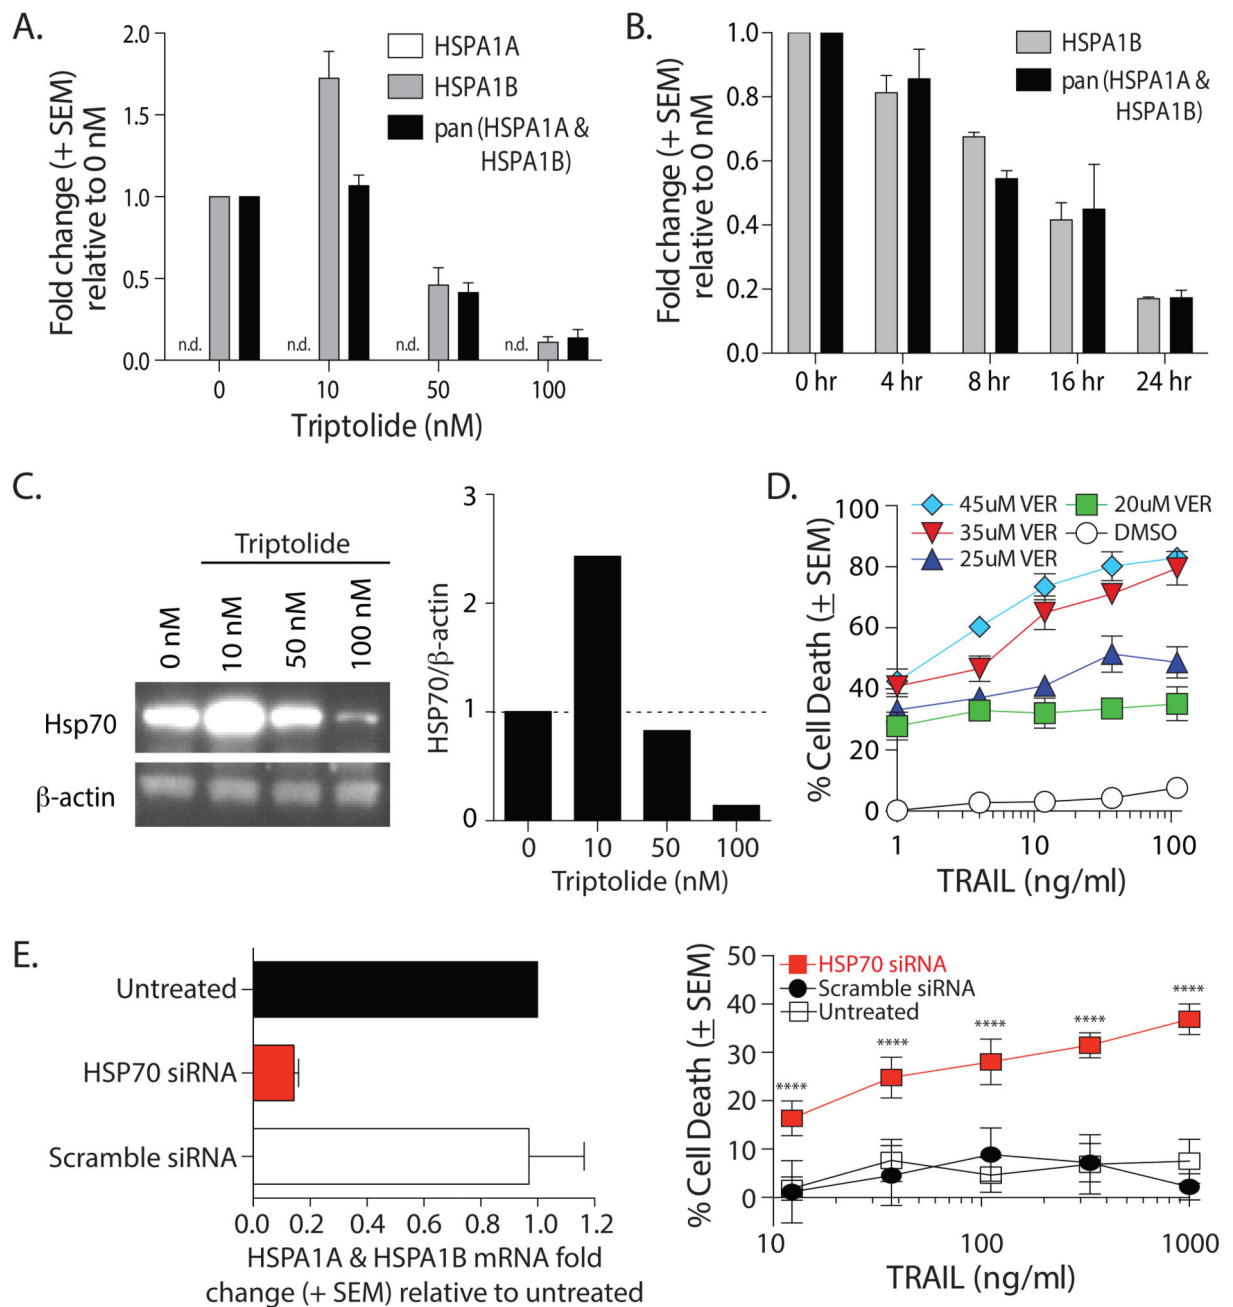 A.
Fold change (+ SEM)
relative to 0 nM
2.0
1.5
1.0
0.5
0.0
HSPA1A
HSPA1B
pan (HSPA1A &
HSPA1B)
n.d.
n.d.
n.d.
n.d.
0
10
50
100
Triptolide (nM)
B.
Fold change (+ SEM)
relative to 0 nM
1.0
0.8
0.6
0.4
0.2
0.0
HSPA1B
pan (HSPA1A &
HSPA1B)
0 hr
4 hr
8 hr
16 hr
24 hr
C.
Triptolide
0 nM
10 nM
50 nM
100 nM
Hsp70
β-actin
HSP70/β-actin
3
2
1
0
0
10
50
100
Triptolide (nM)
D.
% Cell Death (± SEM)
100
80
60
40
20
0
45uM VER
35uM VER
25uM VER
20uM VER
DMSO
1
10
100
TRAIL (ng/ml)
E.
Untreated
HSP70 siRNA
Scramble siRNA
0.0
0.2
0.4
0.6
0.8
1.0
1.2
HSPA1A & HSPA1B mRNA fold
change (+ SEM) relative to untreated
% Cell Death (± SEM)
50
40
30
20
10
0
HSP70 siRNA
Scramble siRNA
Untreated
****
****
****
****
****
10
100
1000
TRAIL (ng/ml)